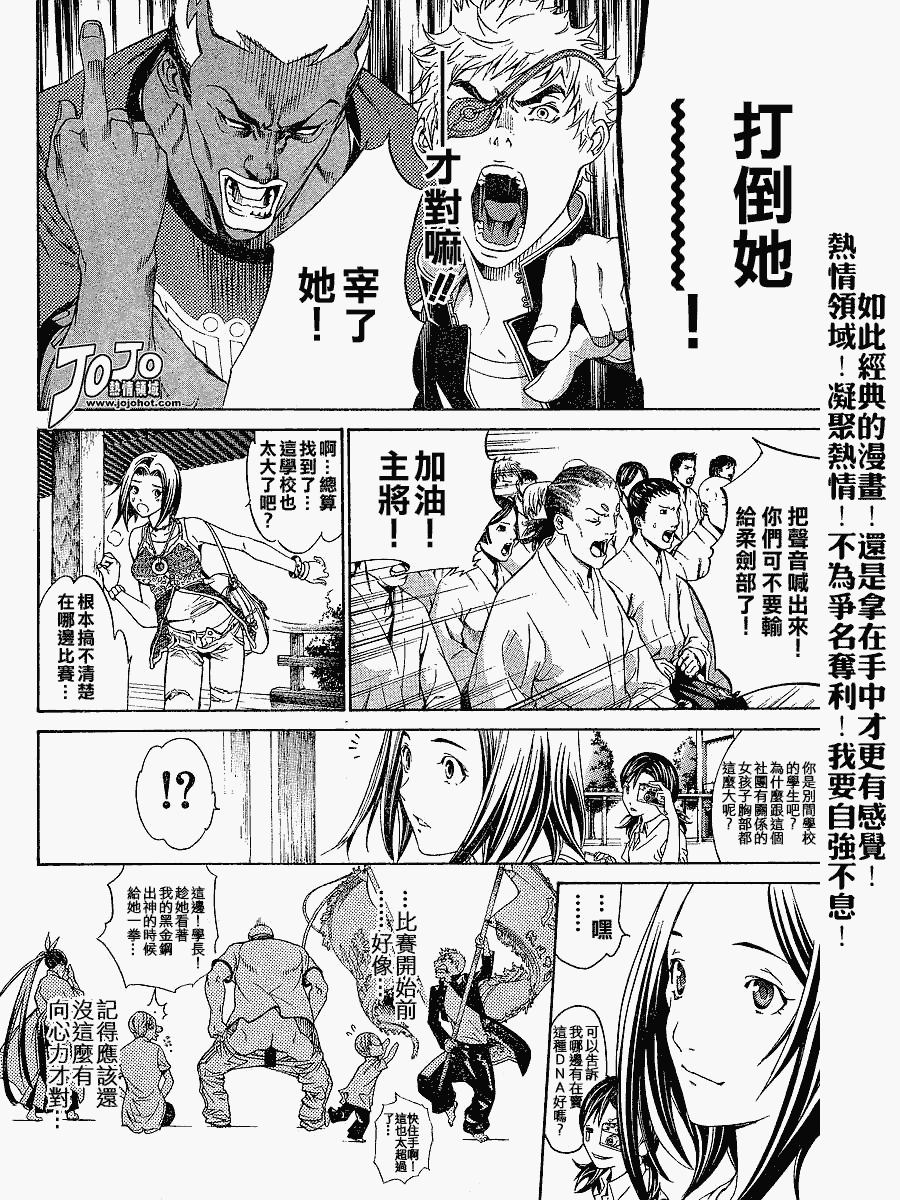 打倒她
～！
——才對嘛!!
宰了
她！
JOJO
熱情領域
www.jojohot.com
把聲音喊出來！
你們可不要輸
給柔劍部了！
加油！
主將！
啊…總算
找到了…
這學校也
太大了吧？
根本搞不清楚
在哪邊比賽…
你是別間學校
的學生吧？
為什麼跟這個
社團有關係的
女孩子胸部都
這麼大呢？
!?
……嘿
……
可以告訴
我哪邊有在賣
這種DNA好嗎？
…比賽開始前
…好像……
快住手啊！
這也太超過
了…
這邊！學長！
趁她看著
我的黑金鋼
出神的時候
給她一拳…
記得應該還
沒這麼有
向心力才對…
如此經典的漫畫！還是拿在手中才更有感覺！
熱情領域！凝聚熱情！不為爭名奪利！我要自強不息！